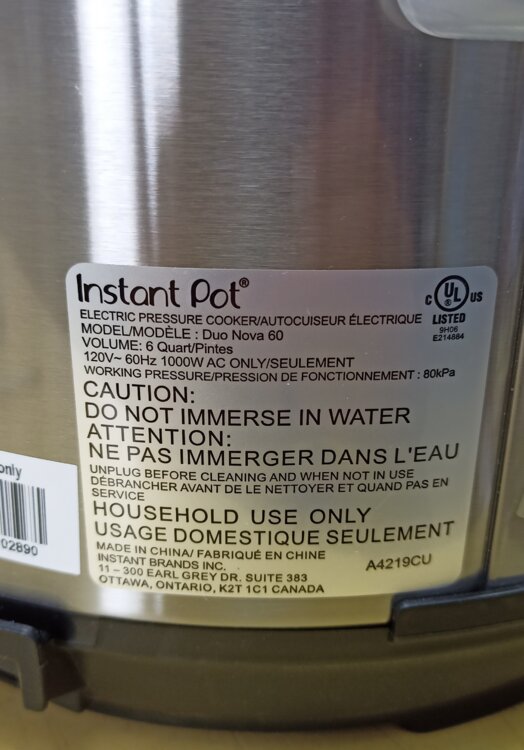 Instant Pot®
ELECTRIC PRESSURE COOKER/AUTOCUISEUR ÉLECTRIQUE
MODEL/MODÈLE : Duo Nova 60
VOLUME: 6 Quart/Pintes
120V~ 60Hz 1000W AC ONLY/SEULEMENT
WORKING PRESSURE/PRESSION DE FONCTIONNEMENT : 80kPa
c UL ® US
LISTED
9H06
E214884
CAUTION:
DO NOT IMMERSE IN WATER
ATTENTION:
NE PAS IMMERGER DANS L'EAU
UNPLUG BEFORE CLEANING AND WHEN NOT IN USE
DÉBRANCHER AVANT DE LE NETTOYER ET QUAND PAS EN
SERVICE
HOUSEHOLD USE ONLY
USAGE DOMESTIQUE SEULEMENT
MADE IN CHINA/ FABRIQUÉ EN CHINE
INSTANT BRANDS INC.
11 – 300 EARL GREY DR. SUITE 383
OTTAWA, ONTARIO, K2T 1C1 CANADA
A4219CU
only
02890